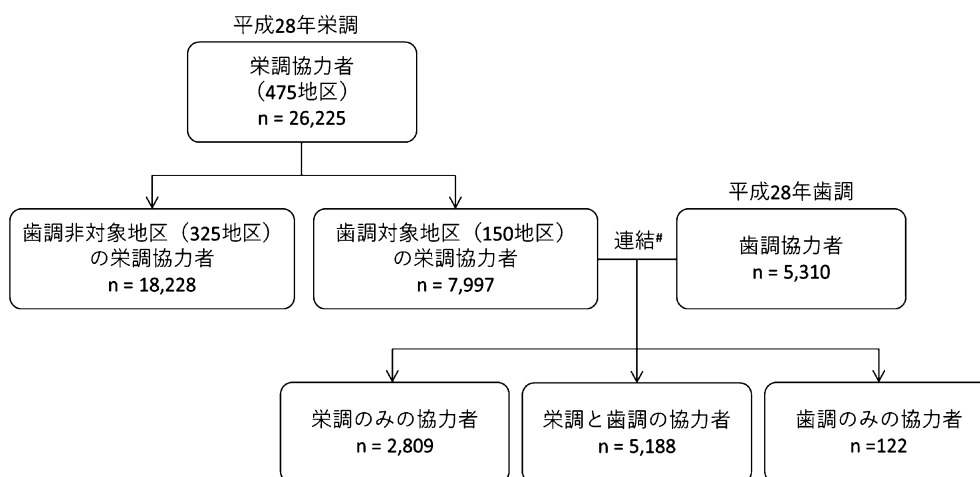 平成28年栄調
栄調協力者
（475地区）
n = 26,225
平成28年歯調
歯調非対象地区（325地区）
の栄調協力者
n = 18,228
歯調対象地区（150地区）
の栄調協力者
n = 7,997
連結#
歯調協力者
n = 5,310
栄調のみの協力者
n = 2,809
栄調と歯調の協力者
n = 5,188
歯調のみの協力者
n =122